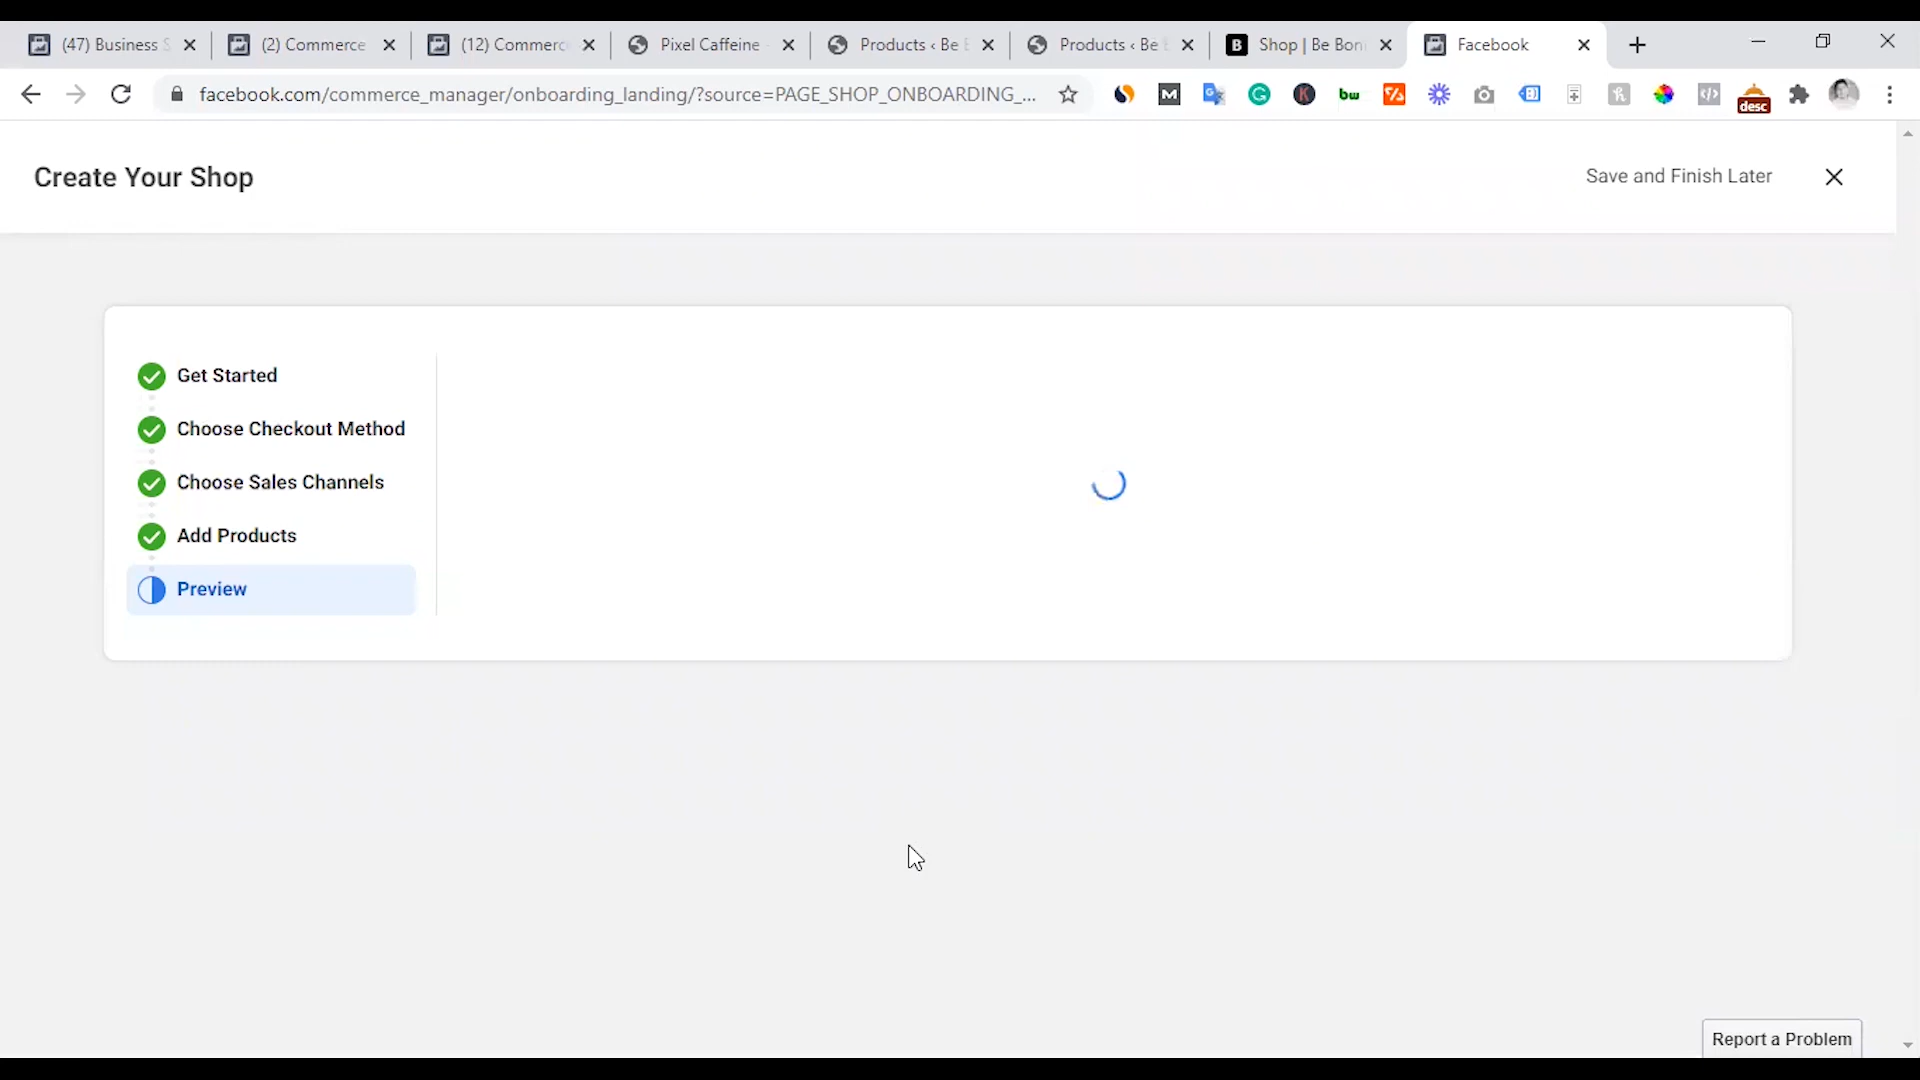 (47) Business S
(2) Commerce
(12) Commerc
Pixel Caffeine
Products ‹ Be
Products ‹ Be
Shop | Be Bon
Facebook
facebook.com/commerce_manager/onboarding_landing/?source=PAGE_SHOP_ONBOARDING_...
M
G
K
bw
desc
Create Your Shop
Save and Finish Later
Get Started
Choose Checkout Method
Choose Sales Channels
Add Products
Preview
Report a Problem